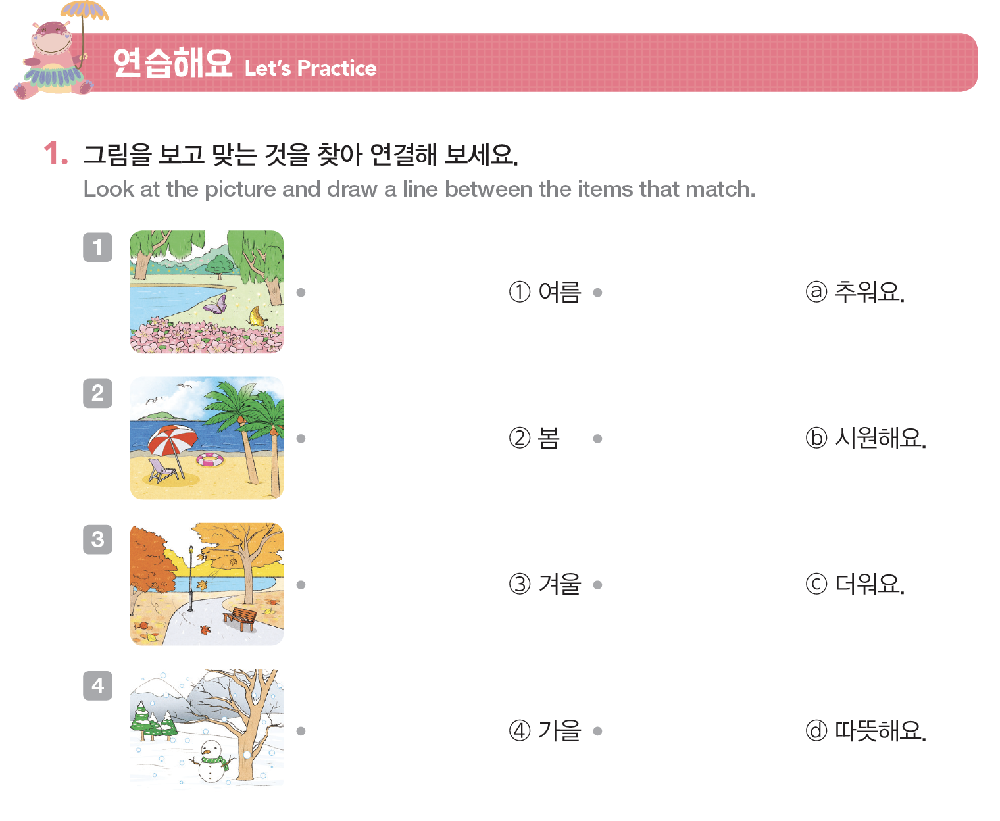 연습해요 Let's Practice
1. 그림을 보고 맞는 것을 찾아 연결해 보세요.
Look at the picture and draw a line between the items that match.
1
① 여름
ⓐ 추워요.
2
② 봄
ⓑ 시원해요.
3
③ 겨울
ⓒ 더워요.
4
④ 가을
ⓓ 따뜻해요.